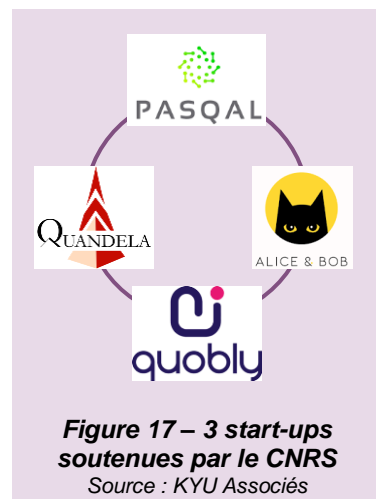 PASQAL
QUANDELA
ALICE & BOB
quobly
Figure 17 – 3 start-ups
soutenues par le CNRS
Source : KYU Associés